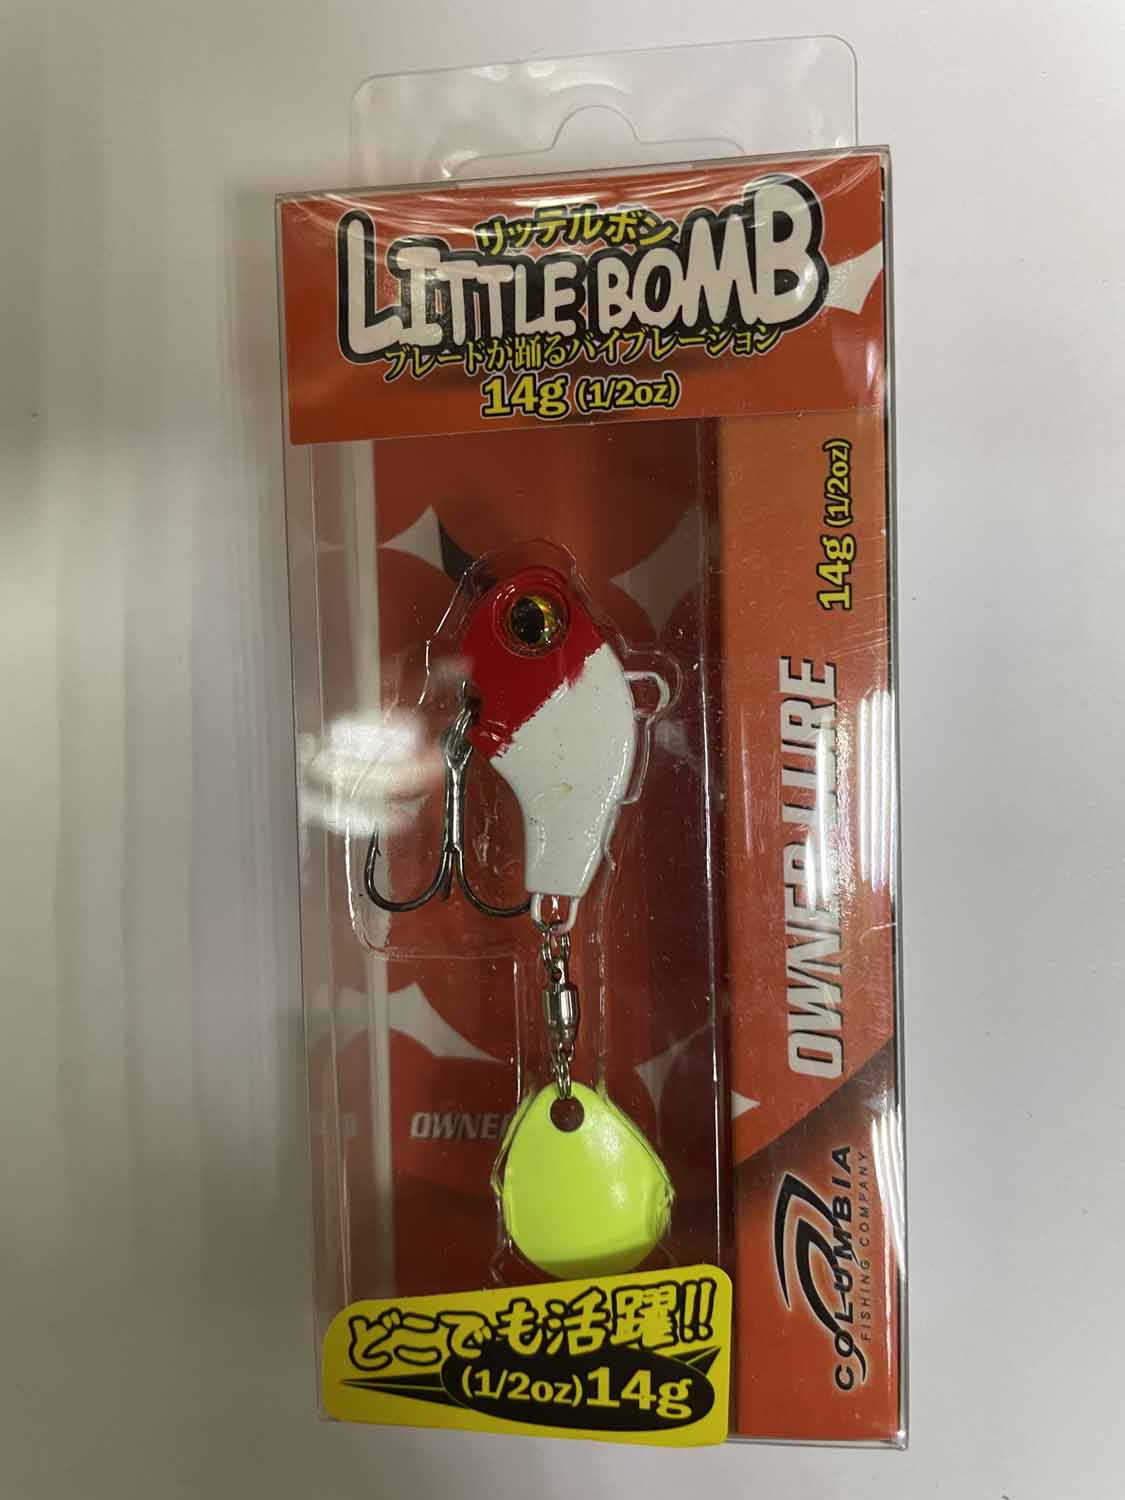 リッテルボン
LITTLE BOMB
ブレードが踊るバイブレーション
14g (1/2oz)
14g (1/2oz)
OWNER LURE
OWNE
COLUMBIA
FISHING COMPANY
どこでも活躍!!
(1/2oz) 14g